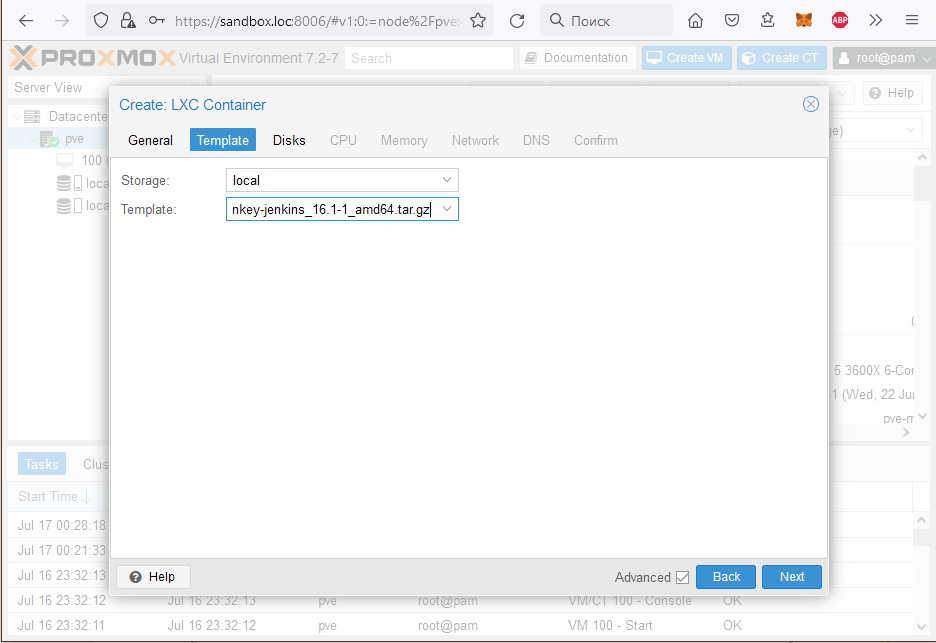 https://sandbox.loc:8006/#v1:0:=node%2Fpve
Поиск
ABP
PROXMOX Virtual Environment 7.2-7
Search
Documentation
Create VM
Create CT
root@pam
Server View
Help
Datacente
pve
100 (
loca
loca
Create: LXC Container
General
Template
Disks
CPU
Memory
Network
DNS
Confirm
Storage:
local
Template:
nkey-jenkins_16.1-1_amd64.tar.gz
ge)
5 3600X 6-Cor
-1 (Wed, 22 Jun
pve-m
Help
Advanced
Back
Next
Tasks
Clus
Start Time
Jul 17 00:28:18
Jul 17 00:21:33
Jul 16 23:32:13
Jul 16 23:32:12 Jul 16 23:32:13 pve root@pam VM/CT 100 - Console OK
Jul 16 23:32:11 Jul 16 23:32:12 pve root@pam VM 100 - Start OK